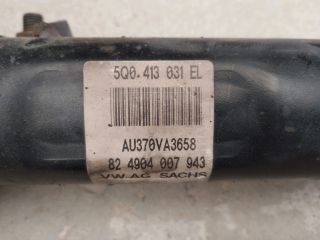 5Q0.413 031 EL
AU370VA3658
82 4904 007 943
VW.AG SACHS